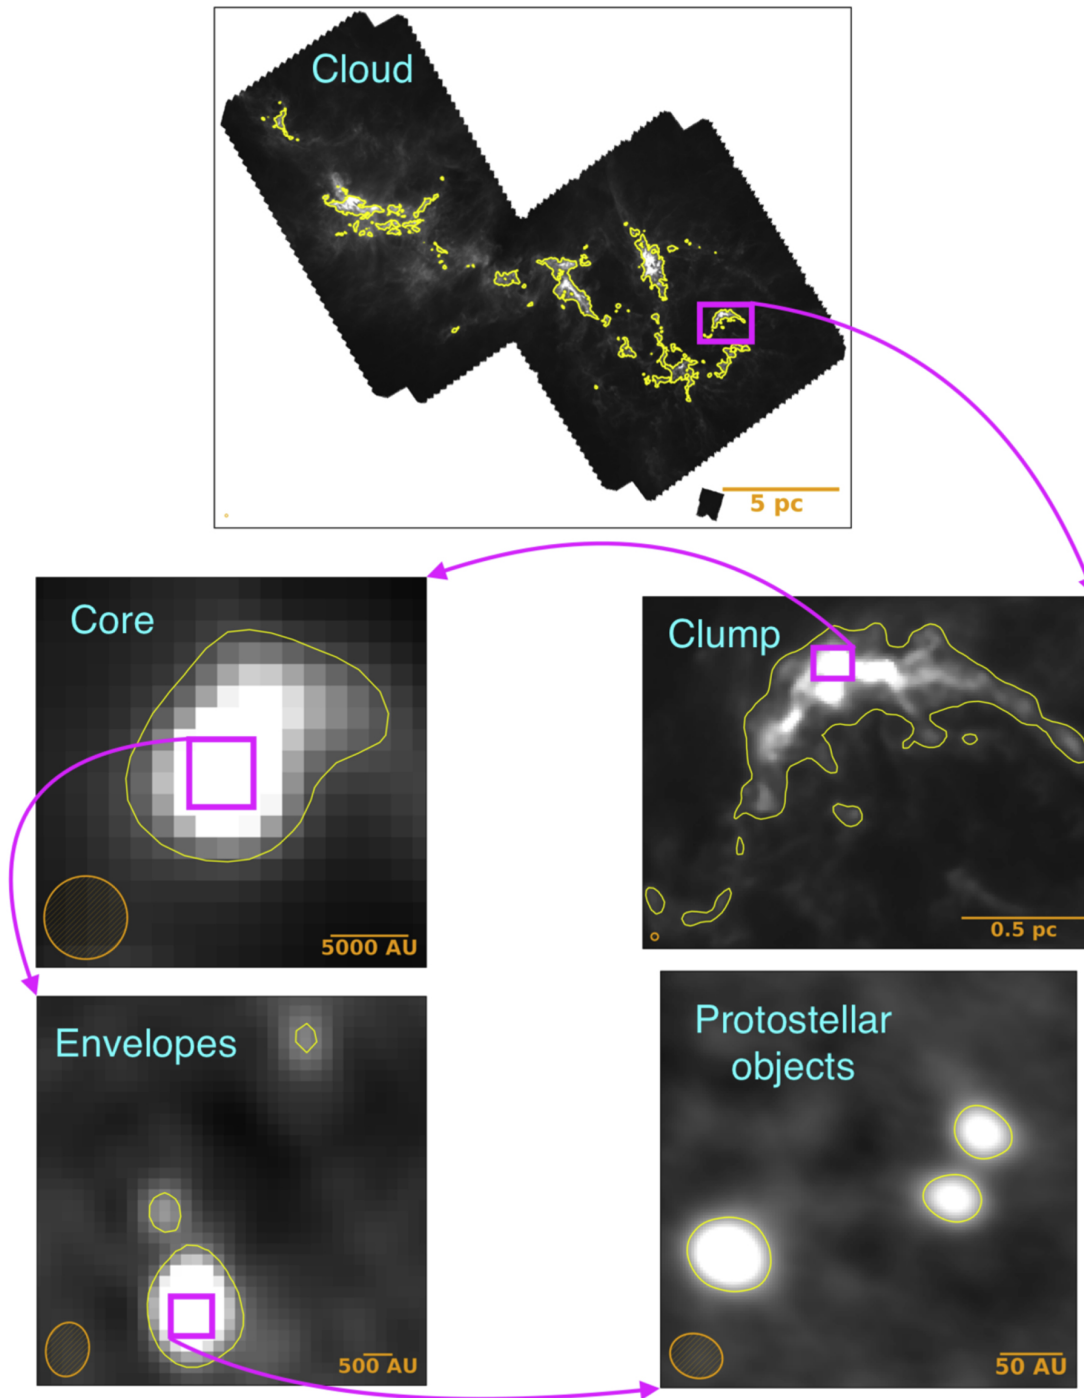 Cloud
5 pc
Core
5000 AU
Clump
0.5 pc
Envelopes
500 AU
Protostellar
objects
50 AU